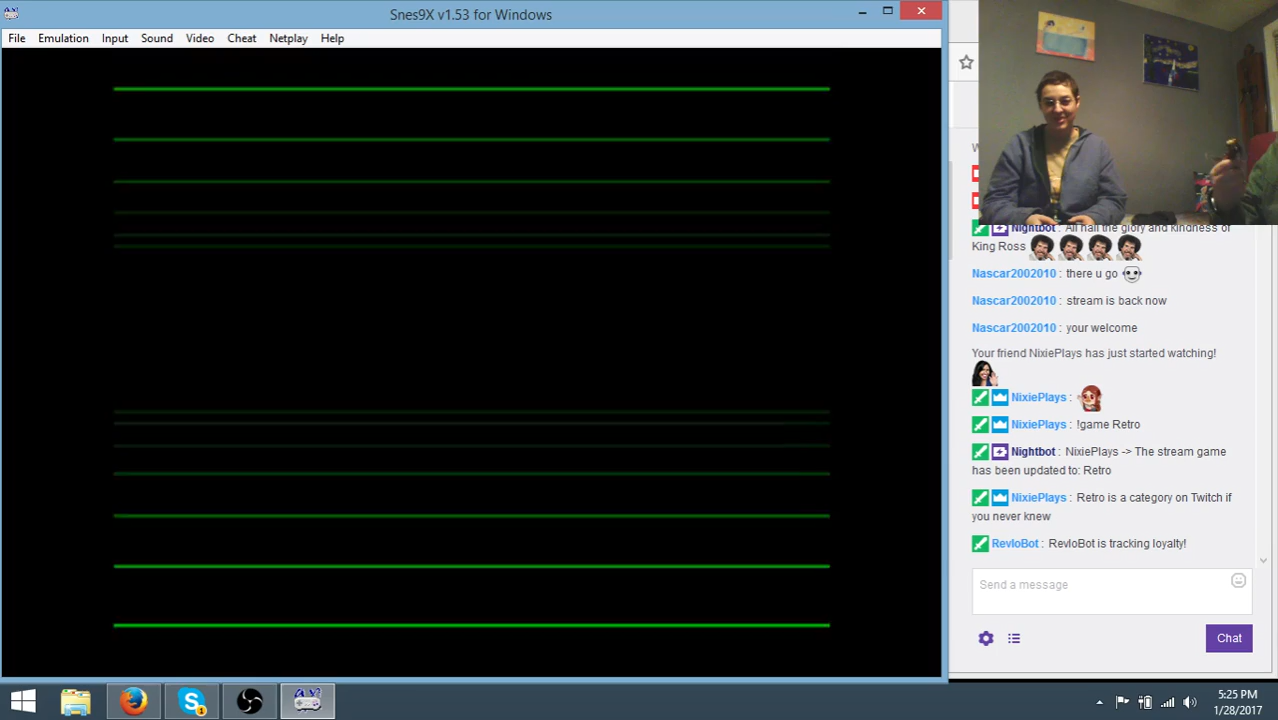 Snes9X v1.53 for Windows
File Emulation Input Sound Video Cheat Netplay Help
Nightbot: All hail the glory and kindness of
King Ross
Nascar2002010: there u go
Nascar2002010: stream is back now
Nascar2002010: your welcome
Your friend NixiePlays has just started watching!
NixiePlays:
NixiePlays: !game Retro
Nightbot: NixiePlays -> The stream game
has been updated to: Retro
NixiePlays: Retro is a category on Twitch if
you never knew
RevloBot: RevloBot is tracking loyalty!
Send a message
Chat
5:25 PM
1/28/2017